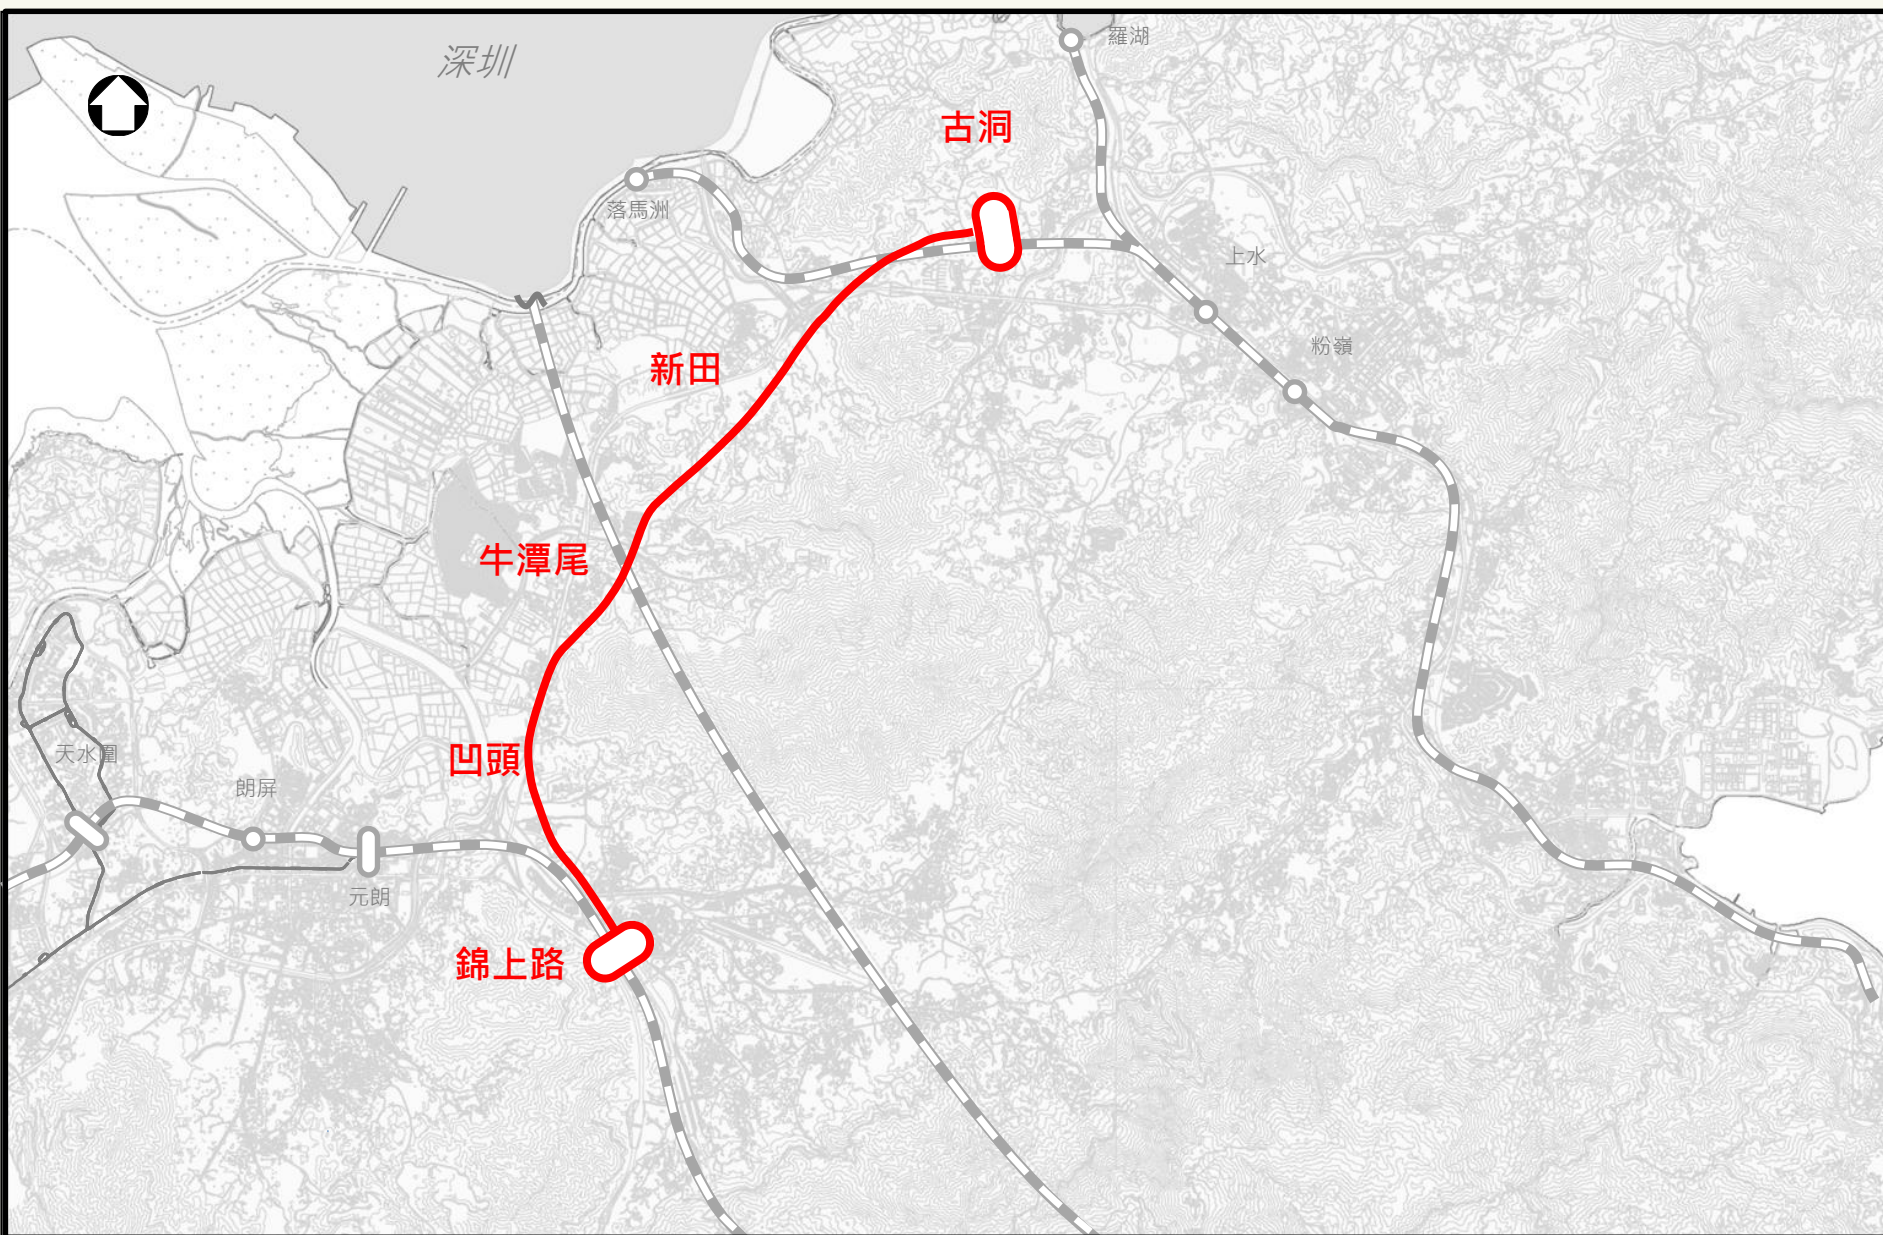 羅湖
深圳
古洞
落馬洲
上水
粉嶺
新田
牛潭尾
天水圍
凹頭
朗屏
元朗
錦上路